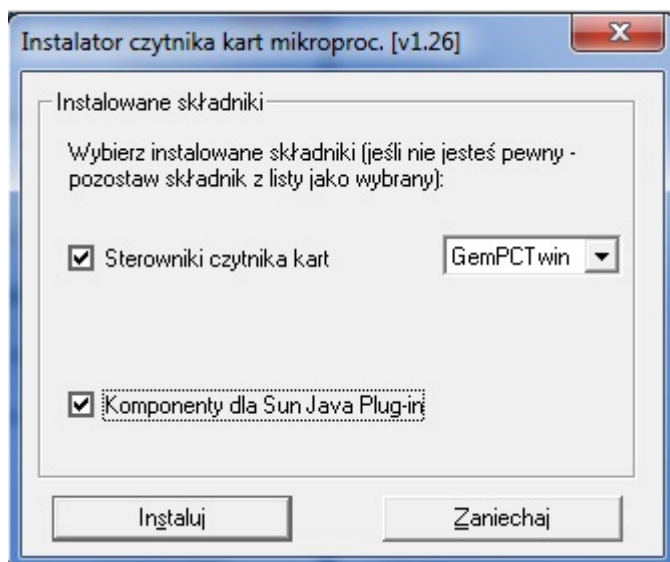 Instalator czytnika kart mikroproc. [v1.26]
Instalowane składniki
Wybierz instalowane składniki (jeśli nie jesteś pewny -
pozostaw składnik z listy jako wybrany):
Sterowniki czytnika kart GemPCTwin
Komponenty dla Sun Java Plug-in
Instaluj Zaniechaj